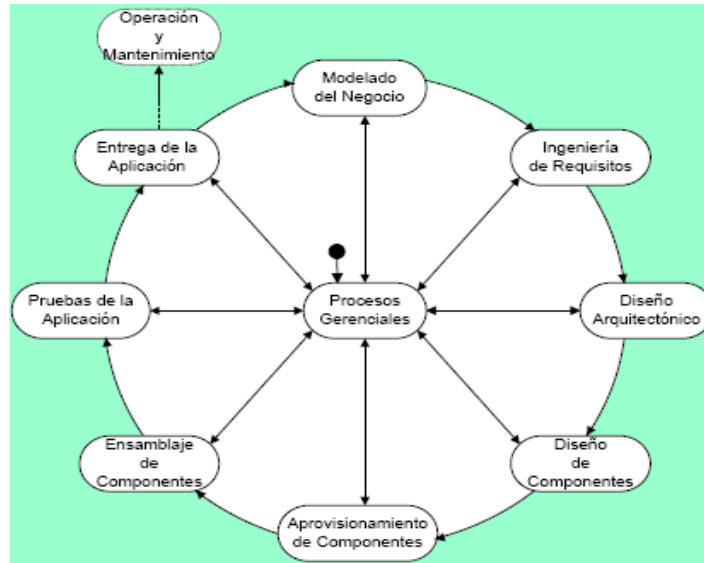 Operación
y
Mantenimiento
Modelado
del Negocio
Entrega de la
Aplicación
Ingeniería
de Requisitos
Pruebas de la
Aplicación
Procesos
Gerenciales
Diseño
Arquitectónico
Ensamblaje
de
Componentes
Diseño
de
Componentes
Aprovisionamiento
de Componentes